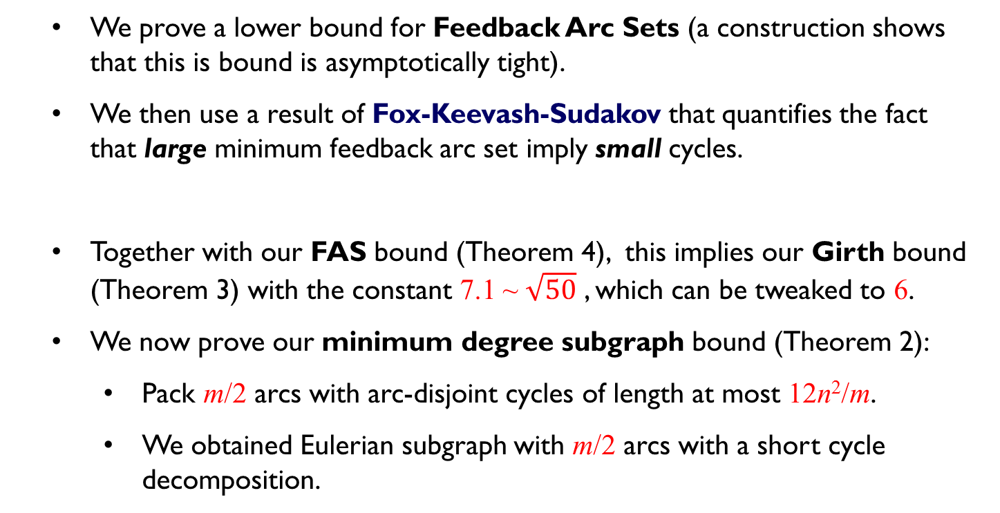 • We prove a lower bound for Feedback Arc Sets (a construction shows
that this is bound is asymptotically tight).
• We then use a result of Fox-Keevash-Sudakov that quantifies the fact
that large minimum feedback arc set imply small cycles.
• Together with our FAS bound (Theorem 4), this implies our Girth bound
(Theorem 3) with the constant 7.1 ~ √50 , which can be tweaked to 6.
• We now prove our minimum degree subgraph bound (Theorem 2):
• Pack m/2 arcs with arc-disjoint cycles of length at most 12n²/m.
• We obtained Eulerian subgraph with m/2 arcs with a short cycle
decomposition.